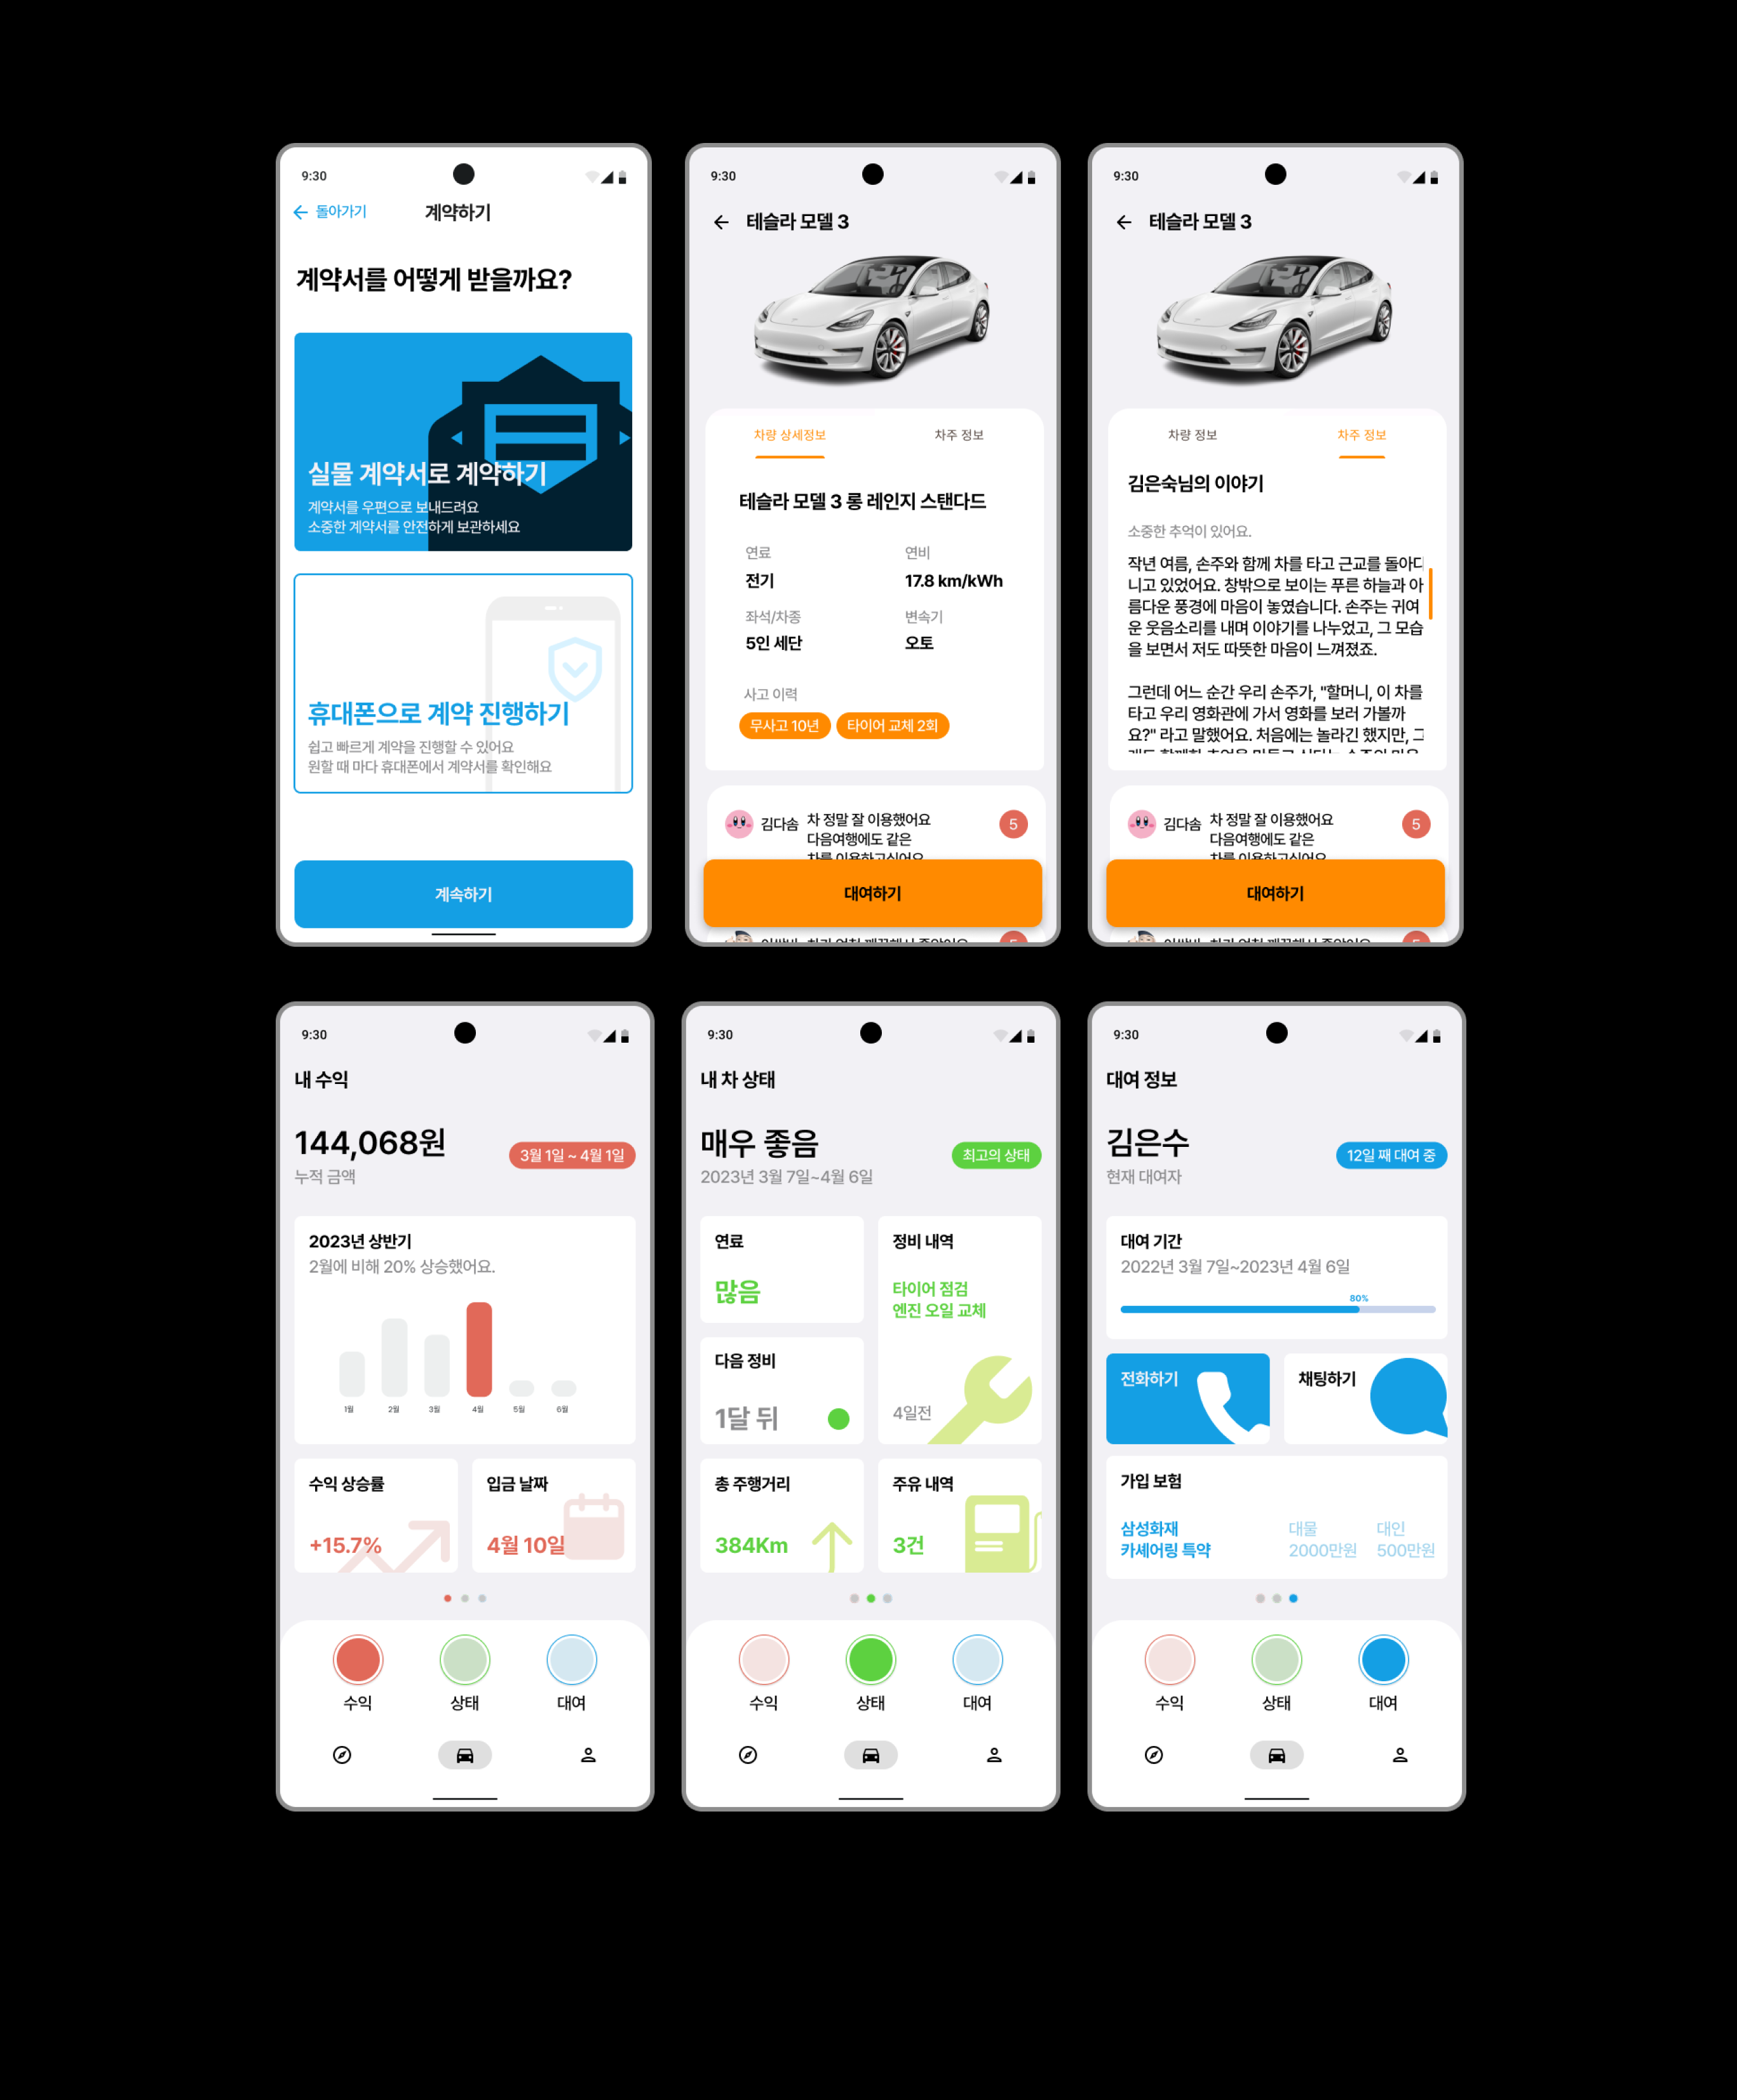 9:30
돌아가기
계약하기
계약서를 어떻게 받을까요?
실물 계약서로 계약하기
계약서를 우편으로 보내드려요
소중한 계약서를 안전하게 보관하세요
휴대폰으로 계약 진행하기
쉽고 빠르게 계약을 진행할 수 있어요
원할 때 마다 휴대폰에서 계약서를 확인해요
계속하기
9:30
테슬라 모델 3
차량 상세정보
차주 정보
테슬라 모델 3 롱 레인지 스탠다드
연료
연비
전기
17.8 km/kWh
좌석/차종
변속기
5인 세단
오토
사고 이력
무사고 10년
타이어 교체 2회
김다솜
차 정말 잘 이용했어요
다음여행에도 같은
차를 이용하고싶어요
5
대여하기
9:30
테슬라 모델 3
차량 정보
차주 정보
김은숙님의 이야기
소중한 추억이 있어요.
작년 여름, 손주와 함께 차를 타고 근교를 돌아다
니고 있었어요. 창밖으로 보이는 푸른 하늘과 아
름다운 풍경에 마음이 놓였습니다. 손주는 귀여
운 웃음소리를 내며 이야기를 나누었고, 그 모습
을 보면서 저도 따뜻한 마음이 느껴졌죠.
그런데 어느 순간 우리 손주가, "할머니, 이 차를
타고 우리 영화관에 가서 영화를 보러 가볼까
요?" 라고 말했어요. 처음에는 놀라긴 했지만, 그
김다솜
차 정말 잘 이용했어요
다음여행에도 같은
차를 이용하고싶어요
5
대여하기
9:30
내 수익
144,068원
3월 1일 ~ 4월 1일
누적 금액
2023년 상반기
2월에 비해 20% 상승했어요.
1월
2월
3월
4월
5월
6월
수익 상승률
+15.7%
입금 날짜
4월 10일
수익
상태
대여
9:30
내 차 상태
매우 좋음
최고의 상태
2023년 3월 7일~4월 6일
연료
많음
정비 내역
타이어 점검
엔진 오일 교체
4일전
다음 정비
1달 뒤
총 주행거리
384Km
주유 내역
3건
수익
상태
대여
9:30
대여 정보
김은수
12일 째 대여 중
현재 대여자
대여 기간
2022년 3월 7일~2023년 4월 6일
80%
전화하기
채팅하기
가입 보험
삼성화재
카셰어링 특약
대물
2000만원
대인
500만원
수익
상태
대여